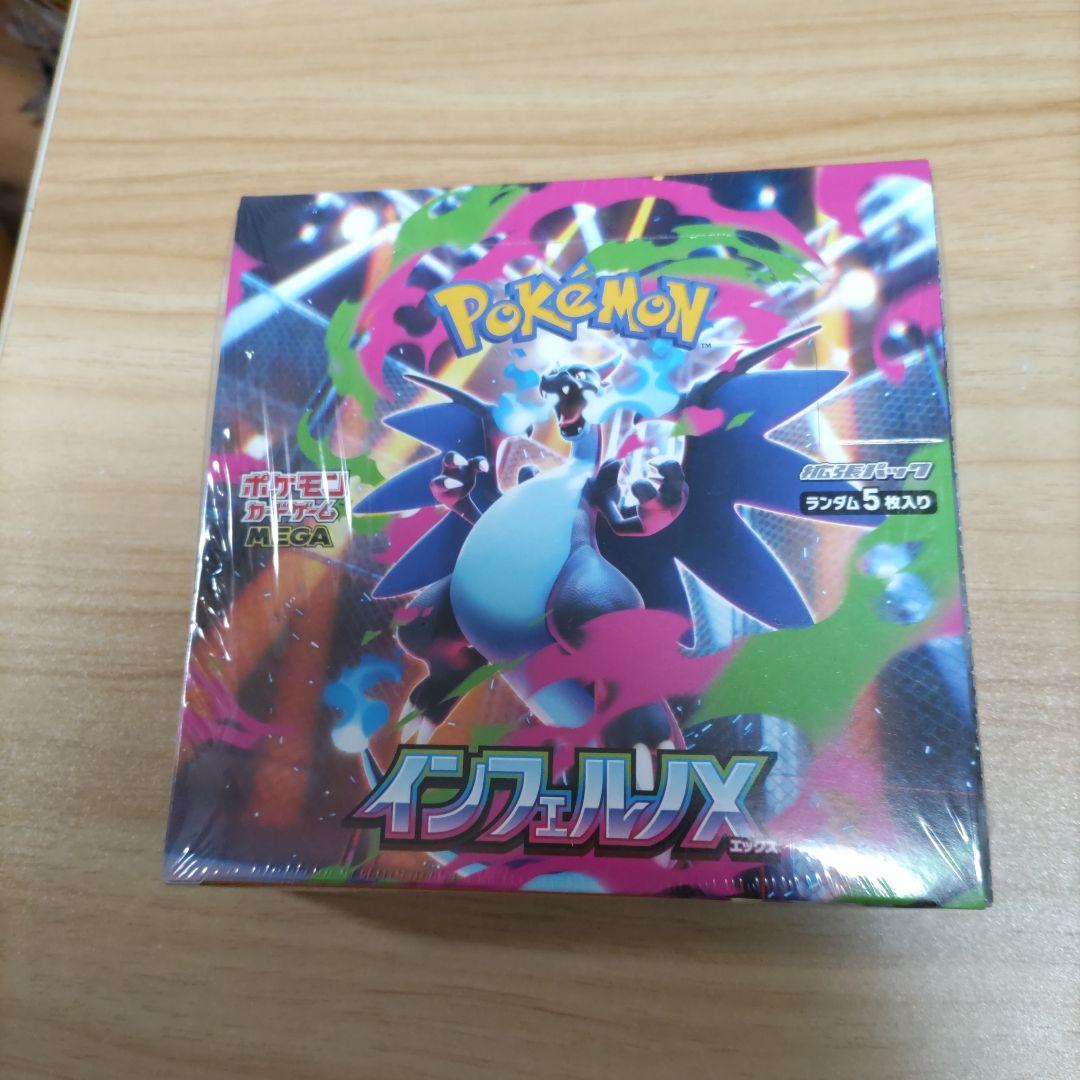 POKéMON
TM
ポケモン
カードゲーム
MEGA
拡張パック
ランダム5枚入り
インフェルノX
エックス